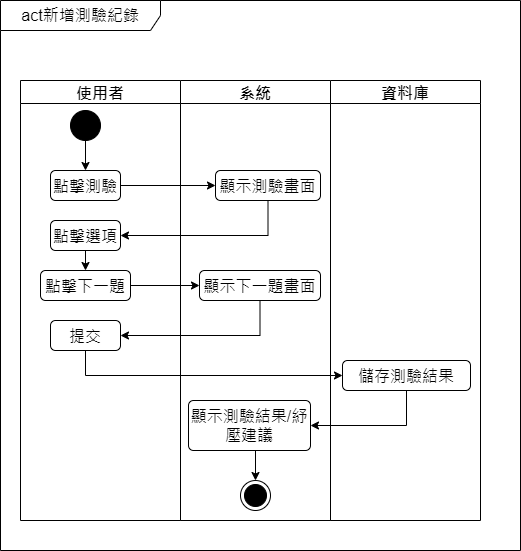 act新增測驗紀錄
使用者
系統
資料庫
點擊測驗
顯示測驗畫面
點擊選項
點擊下一題
顯示下一題畫面
提交
儲存測驗結果
顯示測驗結果/紓
壓建議